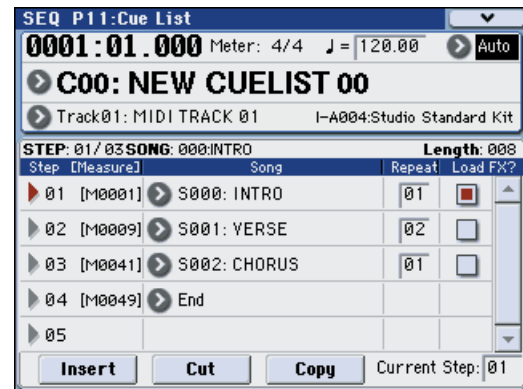 SEQ P11:Cue List
0001:01.000 Meter: 4/4 ♩=120.00 Auto
C00: NEW CUELIST 00
Track01: MIDI TRACK 01 I-A004:Studio Standard Kit
STEP: 01/03 SONG: 000:INTRO Length: 008
Step [Measure] Song Repeat Load FX?
01 [M0001] S000: INTRO 01
02 [M0009] S001: VERSE 02
03 [M0041] S002: CHORUS 01
04 [M0049] End
05
Insert Cut Copy Current Step: 01